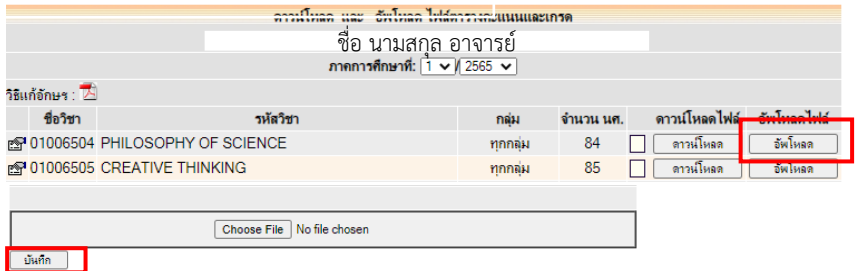 ดาวน์โหลด และ อัพโหลด ไฟล์ตารางคะแนนและเกรด
ชื่อ นามสกุล อาจารย์
ภาคการศึกษาที่: 1 / 2565
วิธีแก้อักษร :
ชื่อวิชา รหัสวิชา กลุ่ม จำนวน นศ. ดาวน์โหลดไฟล์ อัพโหลดไฟล์
01006504 PHILOSOPHY OF SCIENCE ทุกกลุ่ม 84 ดาวน์โหลด อัพโหลด
01006505 CREATIVE THINKING ทุกกลุ่ม 85 ดาวน์โหลด อัพโหลด
Choose File No file chosen
บันทึก